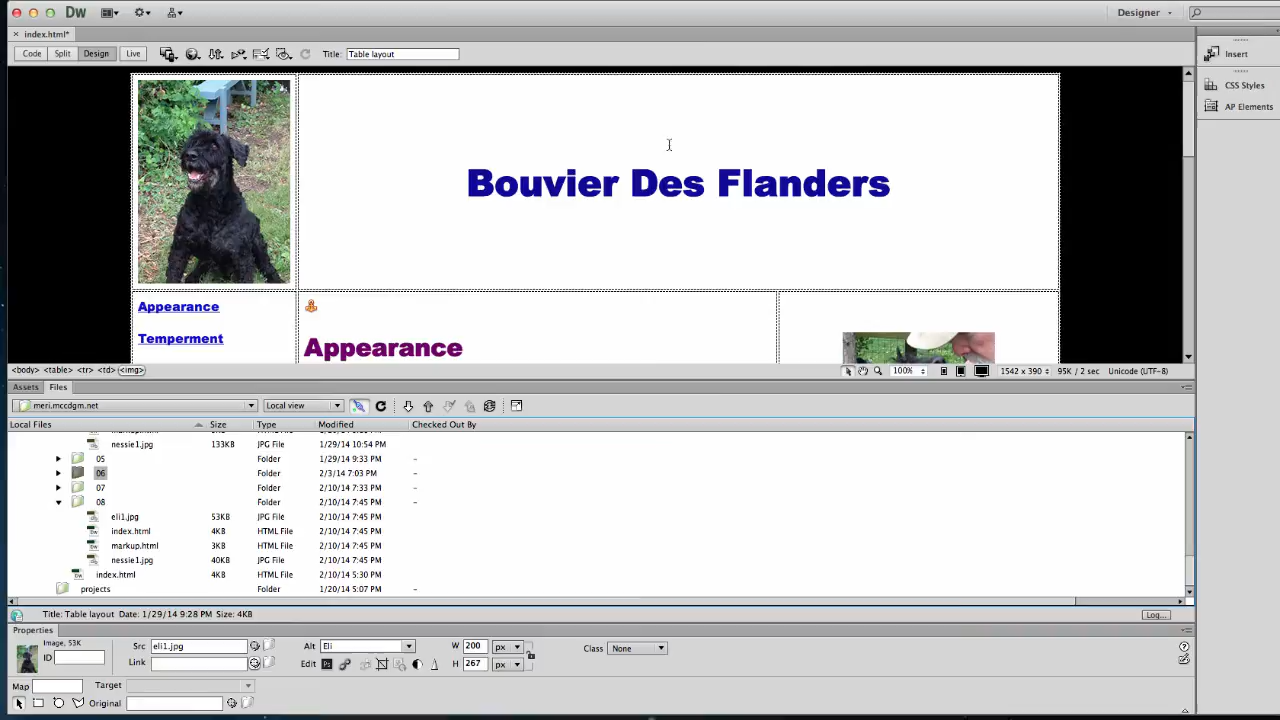 Dw
Designer
index.html*
Code Split Design Live Title: Table layout
Insert
CSS Styles
AP Elements
Bouvier Des Flanders
Appearance
Temperment
Appearance
<body> <table> <tr> <td> <img> 100% 1542 x 390 95K / 2 sec Unicode (UTF-8)
Assets Files
meri.mccdgm.net Local view
Local Files Size Type Modified Checked Out By
nessie1.jpg 133KB JPG File 1/29/14 10:54 PM
05 Folder 1/29/14 9:33 PM -
06 Folder 2/3/14 7:03 PM -
07 Folder 2/10/14 7:33 PM -
08 Folder 2/10/14 7:45 PM -
eli1.jpg 53KB JPG File 2/10/14 7:45 PM
index.html 4KB HTML File 2/10/14 7:45 PM
markup.html 3KB HTML File 2/10/14 7:45 PM
nessie1.jpg 40KB JPG File 2/10/14 7:45 PM
index.html 4KB HTML File 2/10/14 5:30 PM
projects Folder 1/20/14 5:07 PM -
Title: Table layout Date: 1/29/14 9:28 PM Size: 4KB Log...
Properties
Image, 53K Src eli1.jpg Alt Eli W 200 px Class None
ID Link Edit Ps H 267 px
Map Target
Original